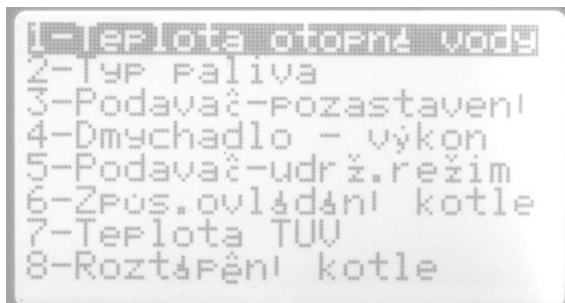 1-Teplota otopné vody
2-Typ paliva
3-Podavač-pozastavení
4-Dmychadlo - výkon
5-Podavač-udrž.režim
6-Zpus.ovládání kotle
7-Teplota TUV
8-Roztápění kotle